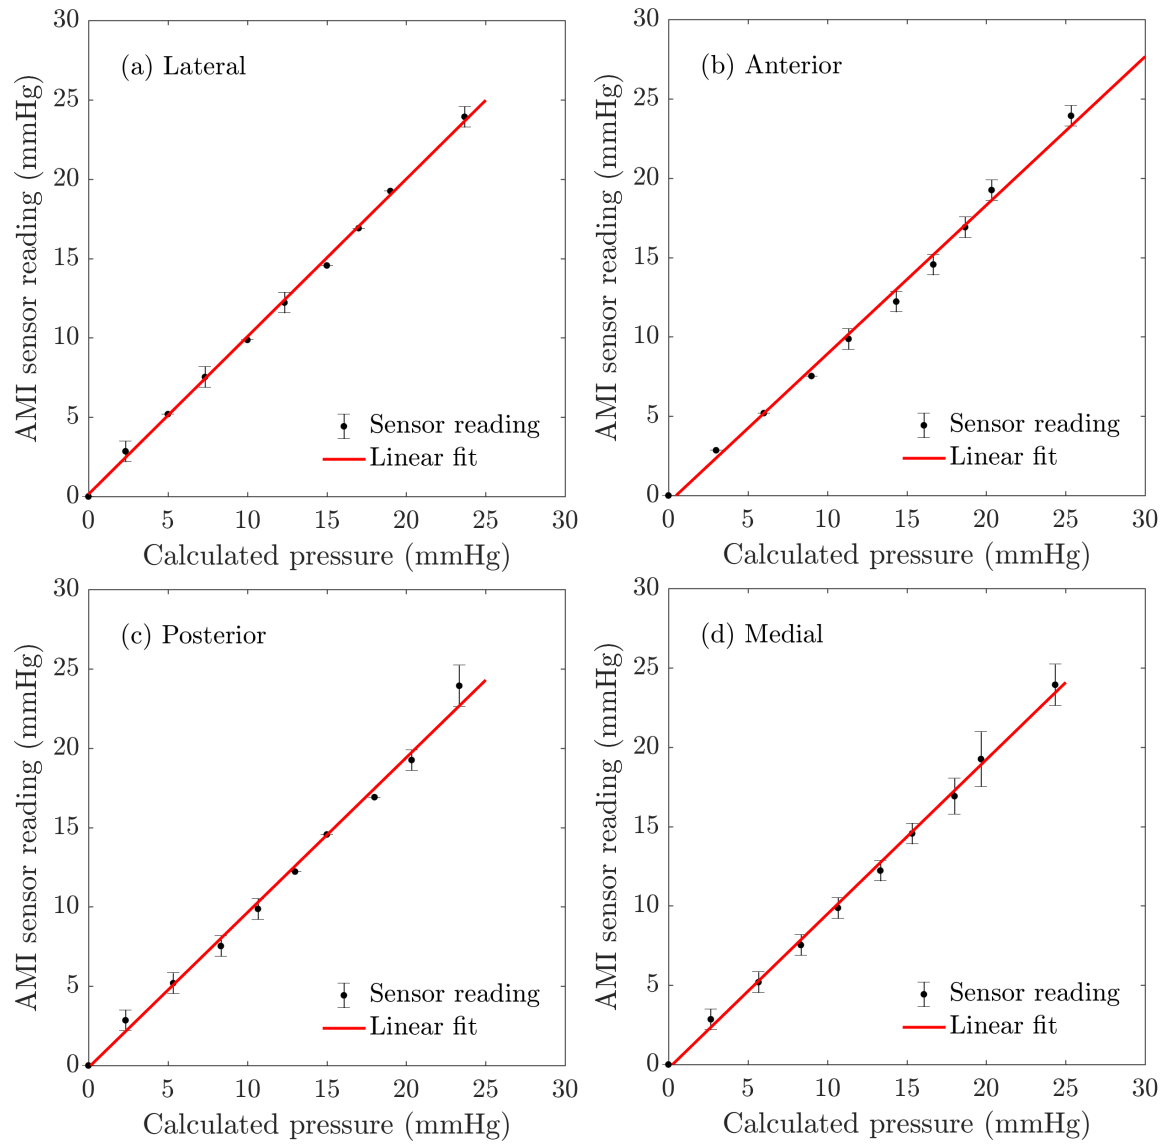 (a) Lateral
AMI sensor reading (mmHg)
30
25
20
15
10
5
0
Sensor reading
Linear fit
0 5 10 15 20 25 30
Calculated pressure (mmHg)
(b) Anterior
AMI sensor reading (mmHg)
30
25
20
15
10
5
0
Sensor reading
Linear fit
0 5 10 15 20 25 30
Calculated pressure (mmHg)
(c) Posterior
AMI sensor reading (mmHg)
30
25
20
15
10
5
0
Sensor reading
Linear fit
0 5 10 15 20 25 30
Calculated pressure (mmHg)
(d) Medial
AMI sensor reading (mmHg)
30
25
20
15
10
5
0
Sensor reading
Linear fit
0 5 10 15 20 25 30
Calculated pressure (mmHg)